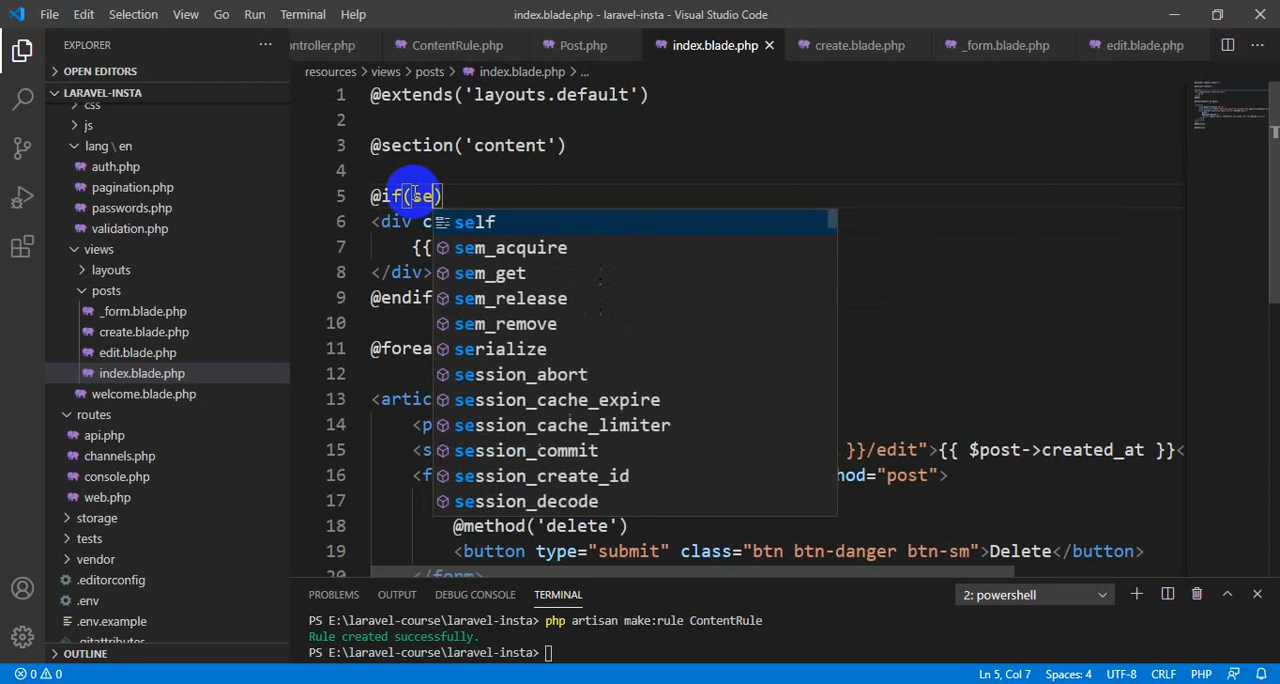 File Edit Selection View Go Run Terminal Help index.blade.php - laravel-insta - Visual Studio Code
EXPLORER
ontroller.php ContentRule.php Post.php index.blade.php create.blade.php _form.blade.php edit.blade.php
OPEN EDITORS
resources > views > posts > index.blade.php > ...
LARAVEL-INSTA
css
js
lang \ en
auth.php
pagination.php
passwords.php
validation.php
views
layouts
posts
_form.blade.php
create.blade.php
edit.blade.php
index.blade.php
welcome.blade.php
routes
api.php
channels.php
console.php
web.php
storage
tests
vendor
.editorconfig
.env
.env.example
.gitattributes
OUTLINE
1 @extends('layouts.default')
2
3 @section('content')
4
5 @if(se)
6 <div c
7 {{
8 </div>
9 @endif
10
11 @forea
12
13 <artic
14 <p
15 <s }}/edit">{{ $post->created_at }}<
16 <f hod="post">
17
18 @method('delete')
19 <button type="submit" class="btn btn-danger btn-sm">Delete</button>
20 </form>
self
sem_acquire
sem_get
sem_release
sem_remove
serialize
session_abort
session_cache_expire
session_cache_limiter
session_commit
session_create_id
session_decode
PROBLEMS OUTPUT DEBUG CONSOLE TERMINAL 2: powershell
PS E:\laravel-course\laravel-insta> php artisan make:rule ContentRule
Rule created successfully.
PS E:\laravel-course\laravel-insta>
0 0 Ln 5, Col 7 Spaces: 4 UTF-8 CRLF PHP